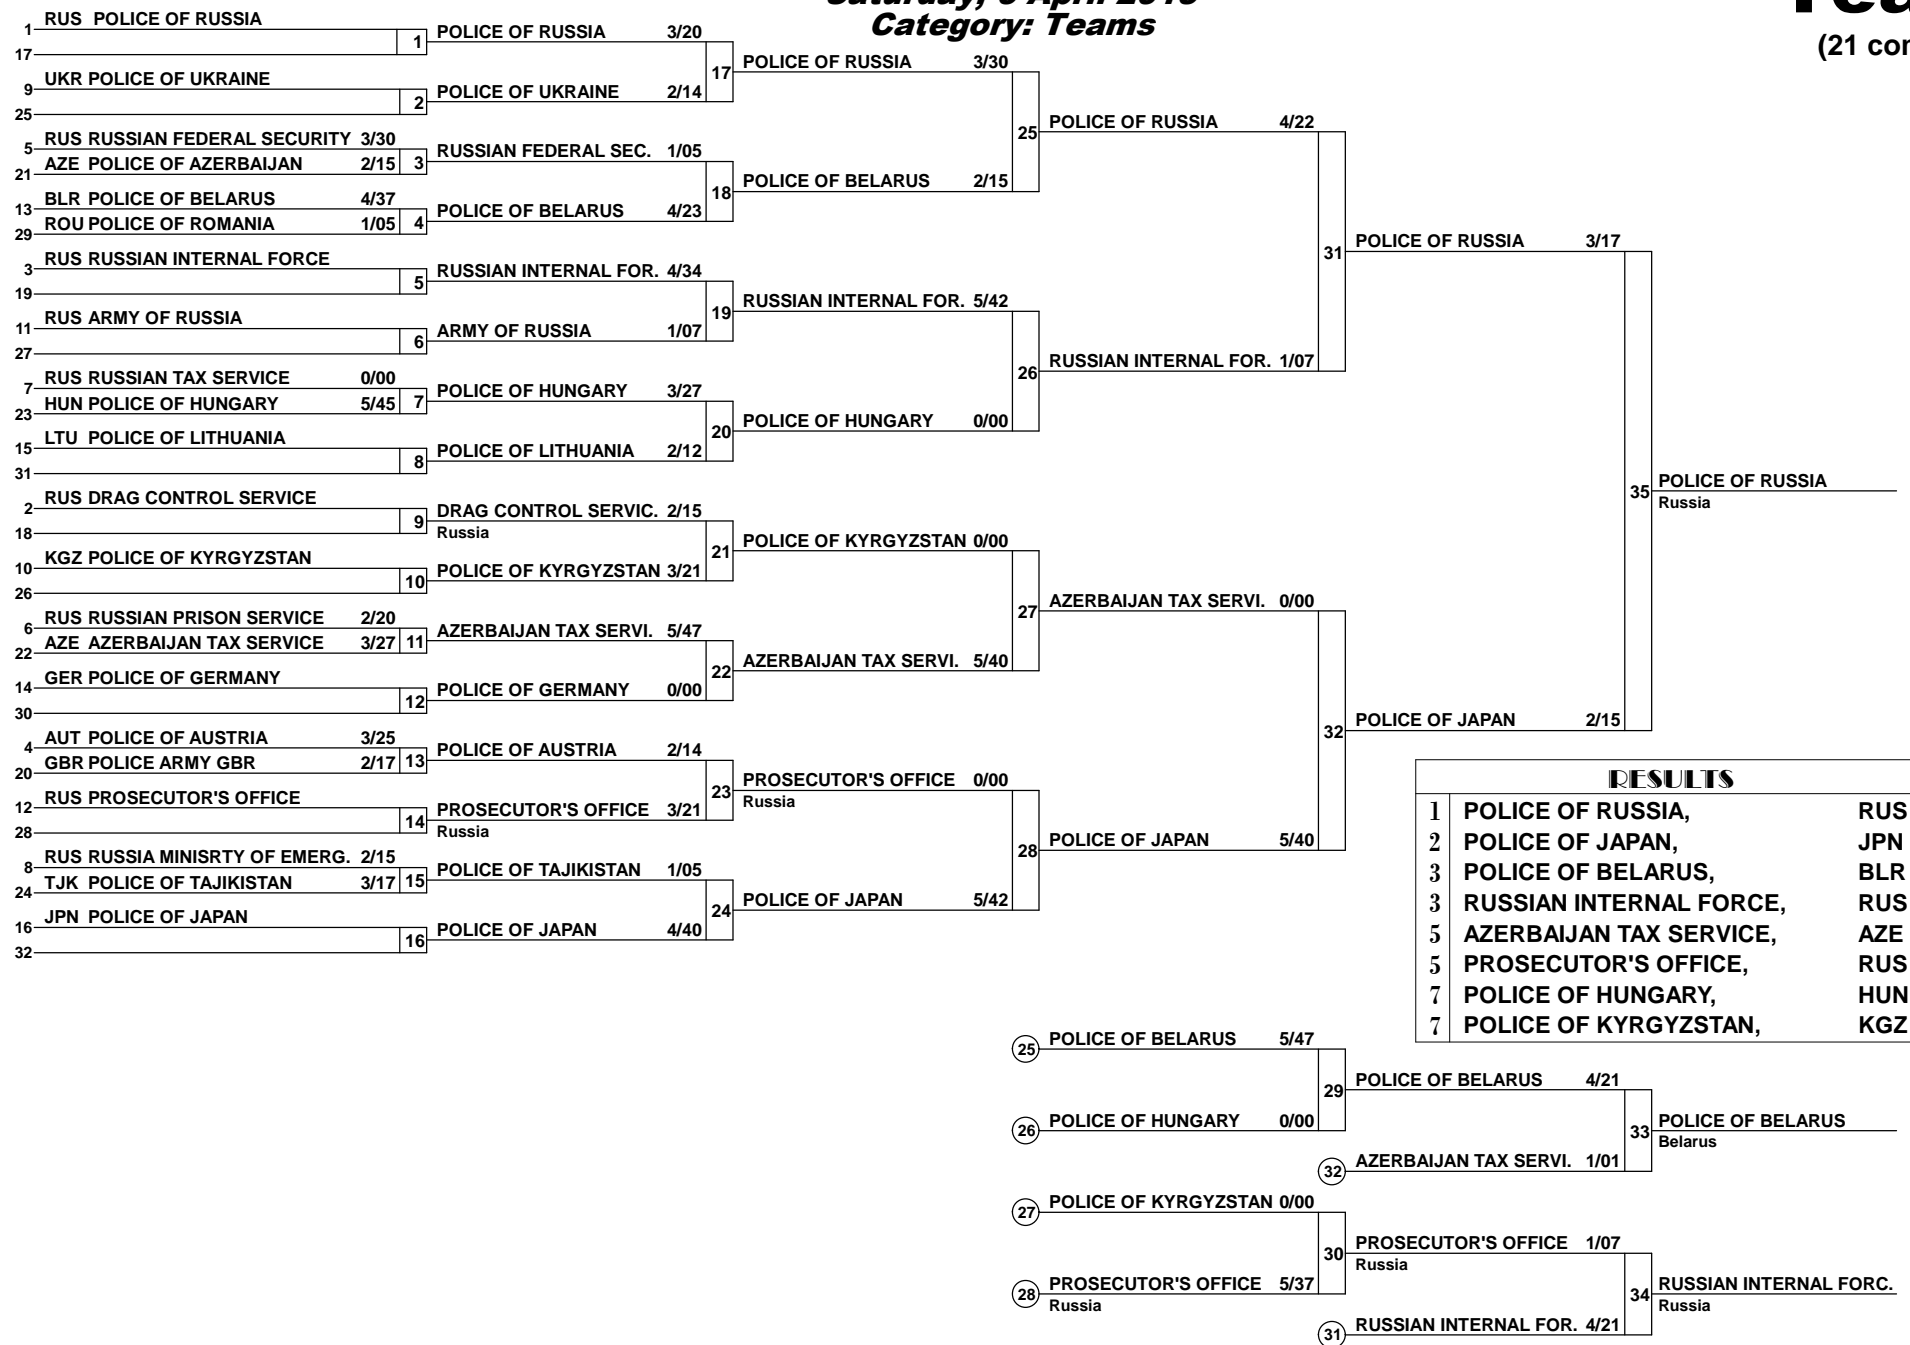 Category: Teams
(21 con
1 RUS POLICE OF RUSSIA
17
1
9 UKR POLICE OF UKRAINE
25
2
5 RUS RUSSIAN FEDERAL SECURITY 3/30
21 AZE POLICE OF AZERBAIJAN 2/15
3
13 BLR POLICE OF BELARUS 4/37
29 ROU POLICE OF ROMANIA 1/05
4
3 RUS RUSSIAN INTERNAL FORCE
19
5
11 RUS ARMY OF RUSSIA
27
6
7 RUS RUSSIAN TAX SERVICE 0/00
23 HUN POLICE OF HUNGARY 5/45
7
15 LTU POLICE OF LITHUANIA
31
8
2 RUS DRAG CONTROL SERVICE
18
9
10 KGZ POLICE OF KYRGYZSTAN
26
10
6 RUS RUSSIAN PRISON SERVICE 2/20
22 AZE AZERBAIJAN TAX SERVICE 3/27
11
14 GER POLICE OF GERMANY
30
12
4 AUT POLICE OF AUSTRIA 3/25
20 GBR POLICE ARMY GBR 2/17
13
12 RUS PROSECUTOR'S OFFICE
28
14
8 RUS RUSSIA MINISRTY OF EMERG. 2/15
24 TJK POLICE OF TAJIKISTAN 3/17
15
16 JPN POLICE OF JAPAN
32
16
POLICE OF RUSSIA 3/20
17
POLICE OF UKRAINE 2/14
RUSSIAN FEDERAL SEC. 1/05
18
POLICE OF BELARUS 4/23
RUSSIAN INTERNAL FOR. 4/34
19
ARMY OF RUSSIA 1/07
POLICE OF HUNGARY 3/27
20
POLICE OF LITHUANIA 2/12
DRAG CONTROL SERVIC. 2/15
Russia
21
POLICE OF KYRGYZSTAN 3/21
AZERBAIJAN TAX SERVI. 5/47
22
POLICE OF GERMANY 0/00
POLICE OF AUSTRIA 2/14
23
PROSECUTOR'S OFFICE 3/21
Russia
POLICE OF TAJIKISTAN 1/05
24
POLICE OF JAPAN 4/40
POLICE OF RUSSIA 3/30
25
POLICE OF BELARUS 2/15
RUSSIAN INTERNAL FOR. 5/42
26
POLICE OF HUNGARY 0/00
POLICE OF KYRGYZSTAN 0/00
27
AZERBAIJAN TAX SERVI. 5/40
PROSECUTOR'S OFFICE 0/00
Russia
28
POLICE OF JAPAN 5/42
POLICE OF RUSSIA 4/22
31
RUSSIAN INTERNAL FOR. 1/07
AZERBAIJAN TAX SERVI. 0/00
32
POLICE OF JAPAN 5/40
POLICE OF RUSSIA 3/17
35
POLICE OF JAPAN 2/15
POLICE OF RUSSIA
Russia
RESULTS
1 POLICE OF RUSSIA, RUS
2 POLICE OF JAPAN, JPN
3 POLICE OF BELARUS, BLR
3 RUSSIAN INTERNAL FORCE, RUS
5 AZERBAIJAN TAX SERVICE, AZE
5 PROSECUTOR'S OFFICE, RUS
7 POLICE OF HUNGARY, HUN
7 POLICE OF KYRGYZSTAN, KGZ
25 POLICE OF BELARUS 5/47
29
26 POLICE OF HUNGARY 0/00
POLICE OF BELARUS 4/21
33
32 AZERBAIJAN TAX SERVI. 1/01
POLICE OF BELARUS
Belarus
27 POLICE OF KYRGYZSTAN 0/00
30
28 PROSECUTOR'S OFFICE 5/37
Russia
PROSECUTOR'S OFFICE 1/07
Russia
34
31 RUSSIAN INTERNAL FOR. 4/21
RUSSIAN INTERNAL FORC.
Russia